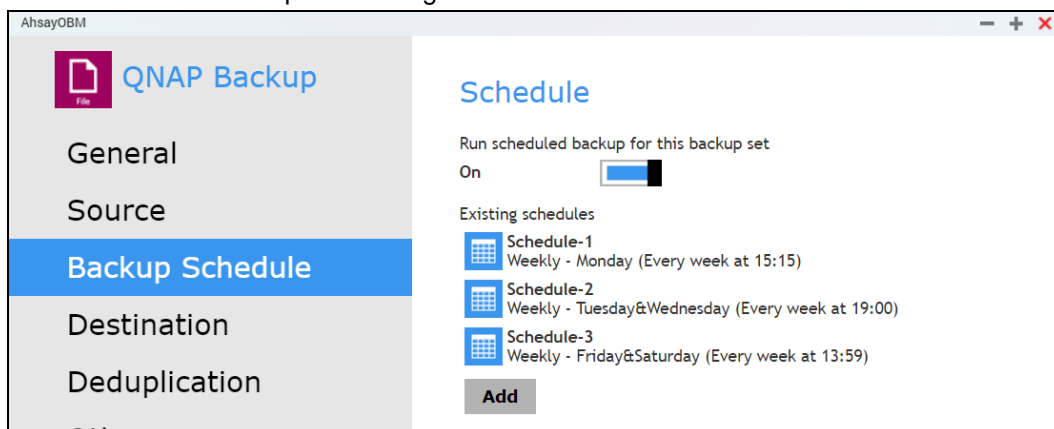 AhsayOBM
QNAP Backup
File
General
Source
Backup Schedule
Destination
Deduplication
Schedule
Run scheduled backup for this backup set
On
Existing schedules
Schedule-1
Weekly - Monday (Every week at 15:15)
Schedule-2
Weekly - Tuesday&Wednesday (Every week at 19:00)
Schedule-3
Weekly - Friday&Saturday (Every week at 13:59)
Add